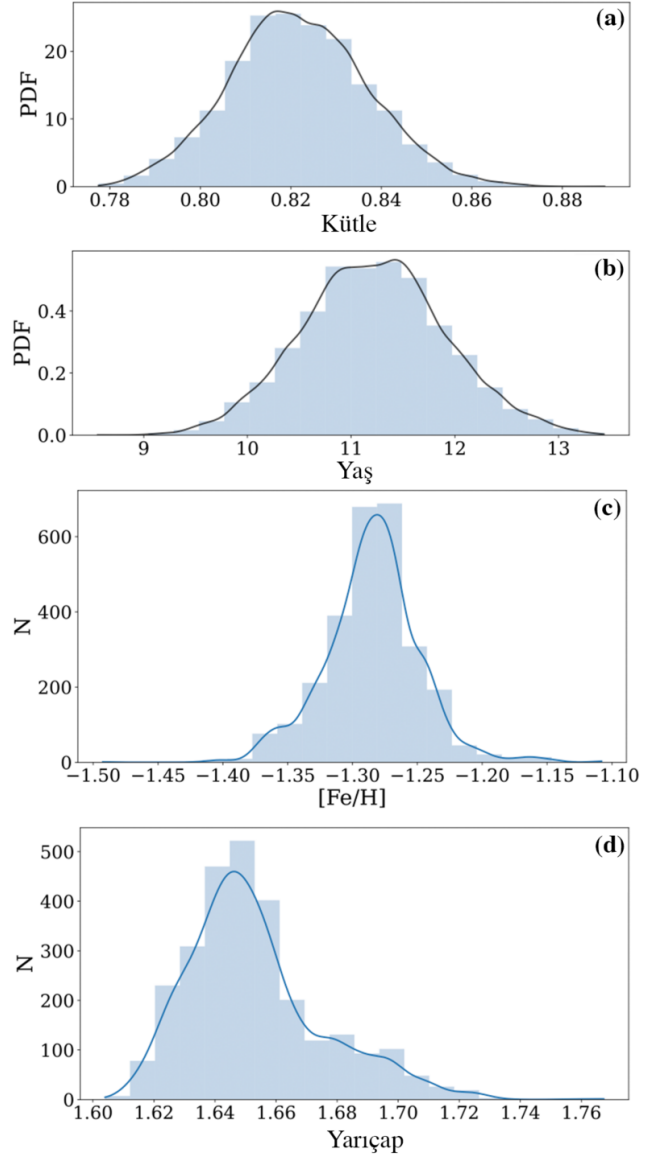 (a)
PDF
20
10
0
0.78 0.80 0.82 0.84 0.86 0.88
Kütle
(b)
PDF
0.4
0.2
0.0
9 10 11 12 13
Yaş
(c)
N
600
400
200
0
−1.50 −1.45 −1.40 −1.35 −1.30 −1.25 −1.20 −1.15 −1.10
[Fe/H]
(d)
N
500
400
300
200
100
0
1.60 1.62 1.64 1.66 1.68 1.70 1.72 1.74 1.76
Yarıçap